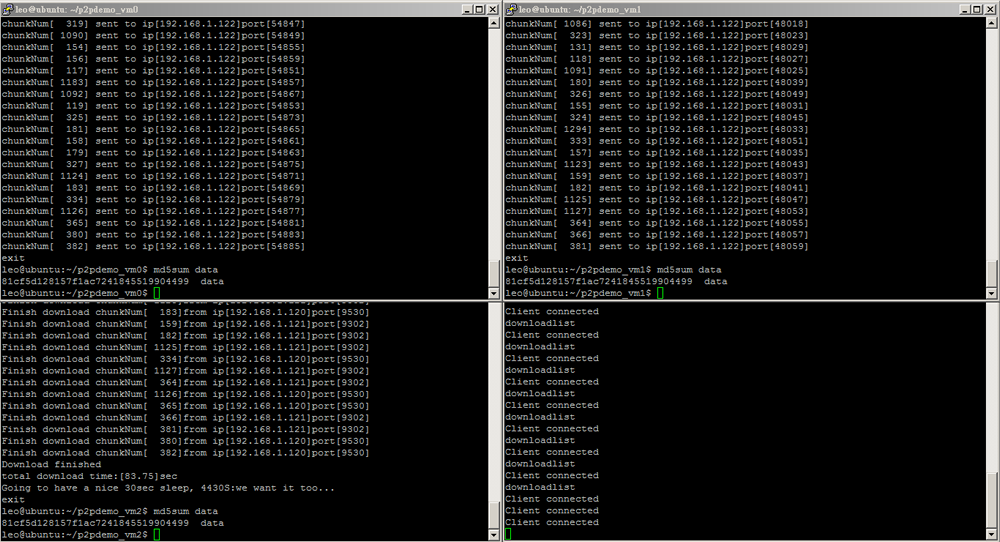 leo@ubuntu: ~/p2pdemo_vm0
chunkNum[  319] sent to ip[192.168.1.122]port[54847]
chunkNum[ 1090] sent to ip[192.168.1.122]port[54849]
chunkNum[  154] sent to ip[192.168.1.122]port[54855]
chunkNum[  156] sent to ip[192.168.1.122]port[54859]
chunkNum[  117] sent to ip[192.168.1.122]port[54851]
chunkNum[ 1183] sent to ip[192.168.1.122]port[54857]
chunkNum[ 1092] sent to ip[192.168.1.122]port[54867]
chunkNum[  119] sent to ip[192.168.1.122]port[54853]
chunkNum[  325] sent to ip[192.168.1.122]port[54873]
chunkNum[  181] sent to ip[192.168.1.122]port[54865]
chunkNum[  158] sent to ip[192.168.1.122]port[54861]
chunkNum[  179] sent to ip[192.168.1.122]port[54863]
chunkNum[  327] sent to ip[192.168.1.122]port[54875]
chunkNum[ 1124] sent to ip[192.168.1.122]port[54871]
chunkNum[  183] sent to ip[192.168.1.122]port[54869]
chunkNum[  334] sent to ip[192.168.1.122]port[54879]
chunkNum[ 1126] sent to ip[192.168.1.122]port[54877]
chunkNum[  365] sent to ip[192.168.1.122]port[54881]
chunkNum[  380] sent to ip[192.168.1.122]port[54883]
chunkNum[  382] sent to ip[192.168.1.122]port[54885]
exit
leo@ubuntu:~/p2pdemo_vm0$ md5sum data
81cf5d128157f1ac7241845519904499  data
leo@ubuntu:~/p2pdemo_vm0$
leo@ubuntu: ~/p2pdemo_vm1
chunkNum[ 1086] sent to ip[192.168.1.122]port[48018]
chunkNum[  323] sent to ip[192.168.1.122]port[48023]
chunkNum[  131] sent to ip[192.168.1.122]port[48029]
chunkNum[  118] sent to ip[192.168.1.122]port[48027]
chunkNum[ 1091] sent to ip[192.168.1.122]port[48025]
chunkNum[  180] sent to ip[192.168.1.122]port[48039]
chunkNum[  326] sent to ip[192.168.1.122]port[48049]
chunkNum[  155] sent to ip[192.168.1.122]port[48031]
chunkNum[  324] sent to ip[192.168.1.122]port[48045]
chunkNum[ 1294] sent to ip[192.168.1.122]port[48033]
chunkNum[  333] sent to ip[192.168.1.122]port[48051]
chunkNum[  157] sent to ip[192.168.1.122]port[48035]
chunkNum[ 1123] sent to ip[192.168.1.122]port[48043]
chunkNum[  159] sent to ip[192.168.1.122]port[48037]
chunkNum[  182] sent to ip[192.168.1.122]port[48041]
chunkNum[ 1125] sent to ip[192.168.1.122]port[48047]
chunkNum[ 1127] sent to ip[192.168.1.122]port[48053]
chunkNum[  364] sent to ip[192.168.1.122]port[48055]
chunkNum[  366] sent to ip[192.168.1.122]port[48057]
chunkNum[  381] sent to ip[192.168.1.122]port[48059]
exit
leo@ubuntu:~/p2pdemo_vm1$ md5sum data
81cf5d128157f1ac7241845519904499  data
leo@ubuntu:~/p2pdemo_vm1$
Finish download chunkNum[  183]from ip[192.168.1.120]port[9530]
Finish download chunkNum[  159]from ip[192.168.1.121]port[9302]
Finish download chunkNum[  182]from ip[192.168.1.121]port[9302]
Finish download chunkNum[ 1125]from ip[192.168.1.121]port[9302]
Finish download chunkNum[  334]from ip[192.168.1.120]port[9530]
Finish download chunkNum[ 1127]from ip[192.168.1.121]port[9302]
Finish download chunkNum[  364]from ip[192.168.1.121]port[9302]
Finish download chunkNum[ 1126]from ip[192.168.1.120]port[9530]
Finish download chunkNum[  365]from ip[192.168.1.120]port[9530]
Finish download chunkNum[  366]from ip[192.168.1.121]port[9302]
Finish download chunkNum[  381]from ip[192.168.1.121]port[9302]
Finish download chunkNum[  380]from ip[192.168.1.120]port[9530]
Finish download chunkNum[  382]from ip[192.168.1.120]port[9530]
Download finished
total download time:[83.75]sec
Going to have a nice 30sec sleep, 4430S:we want it too...
exit
leo@ubuntu:~/p2pdemo_vm2$ md5sum data
81cf5d128157f1ac7241845519904499  data
leo@ubuntu:~/p2pdemo_vm2$
Client connected
downloadlist
Client connected
downloadlist
Client connected
downloadlist
Client connected
downloadlist
Client connected
downloadlist
Client connected
downloadlist
Client connected
downloadlist
Client connected
downloadlist
Client connected
Client connected
Client connected